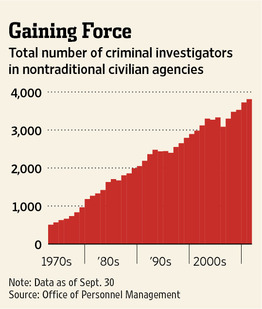 Gaining Force
Total number of criminal investigators
in nontraditional civilian agencies
4,000
3,000
2,000
1,000
0
1970s '80s '90s 2000s
Note: Data as of Sept. 30
Source: Office of Personnel Management